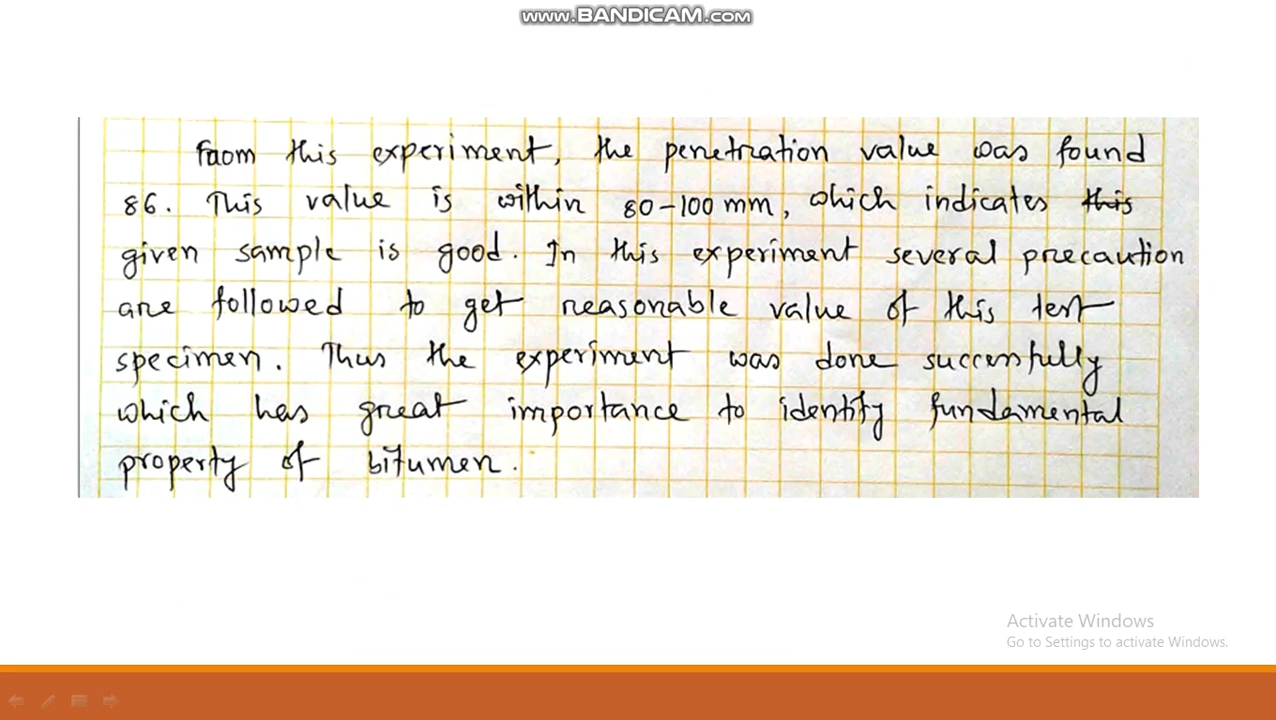 www.BANDICAM.com
From this experiment, the penetration value was found
86. This value is within 80-100 mm, which indicates this
given sample is good. In this experiment several precaution
are followed to get reasonable value of this test
specimen. Thus the experiment was done successfully
which has great importance to identify fundamental
property of bitumen.
Activate Windows
Go to Settings to activate Windows.